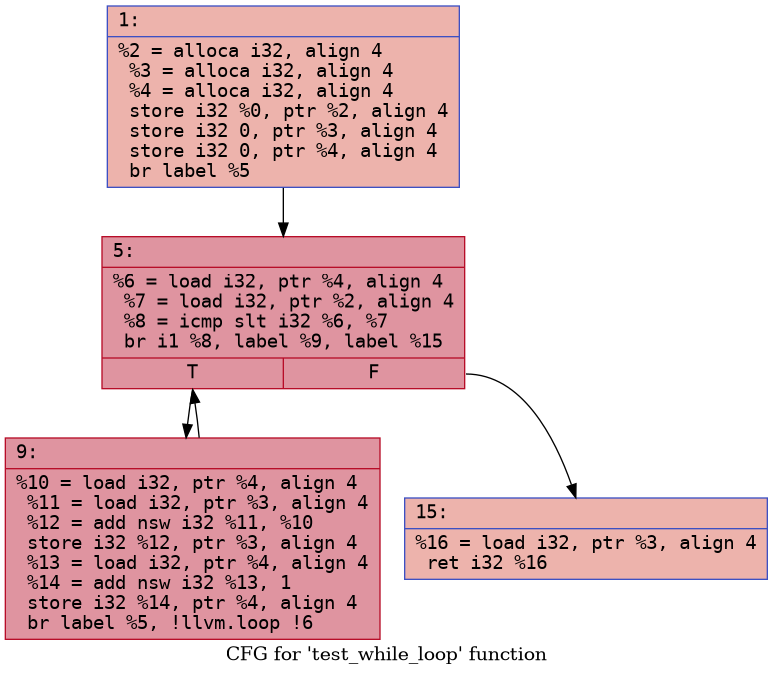 1:
%2 = alloca i32, align 4
%3 = alloca i32, align 4
%4 = alloca i32, align 4
store i32 %0, ptr %2, align 4
store i32 0, ptr %3, align 4
store i32 0, ptr %4, align 4
br label %5
5:
%6 = load i32, ptr %4, align 4
%7 = load i32, ptr %2, align 4
%8 = icmp slt i32 %6, %7
br i1 %8, label %9, label %15
T F
9:
%10 = load i32, ptr %4, align 4
%11 = load i32, ptr %3, align 4
%12 = add nsw i32 %11, %10
store i32 %12, ptr %3, align 4
%13 = load i32, ptr %4, align 4
%14 = add nsw i32 %13, 1
store i32 %14, ptr %4, align 4
br label %5, !llvm.loop !6
15:
%16 = load i32, ptr %3, align 4
ret i32 %16
CFG for 'test_while_loop' function